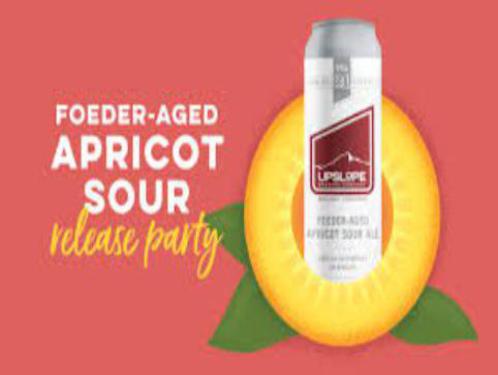 FOEDER-AGED
APRICOT
SOUR
release party
UPSLOPE
FOEDER-AGED
APRICOT SOUR ALE